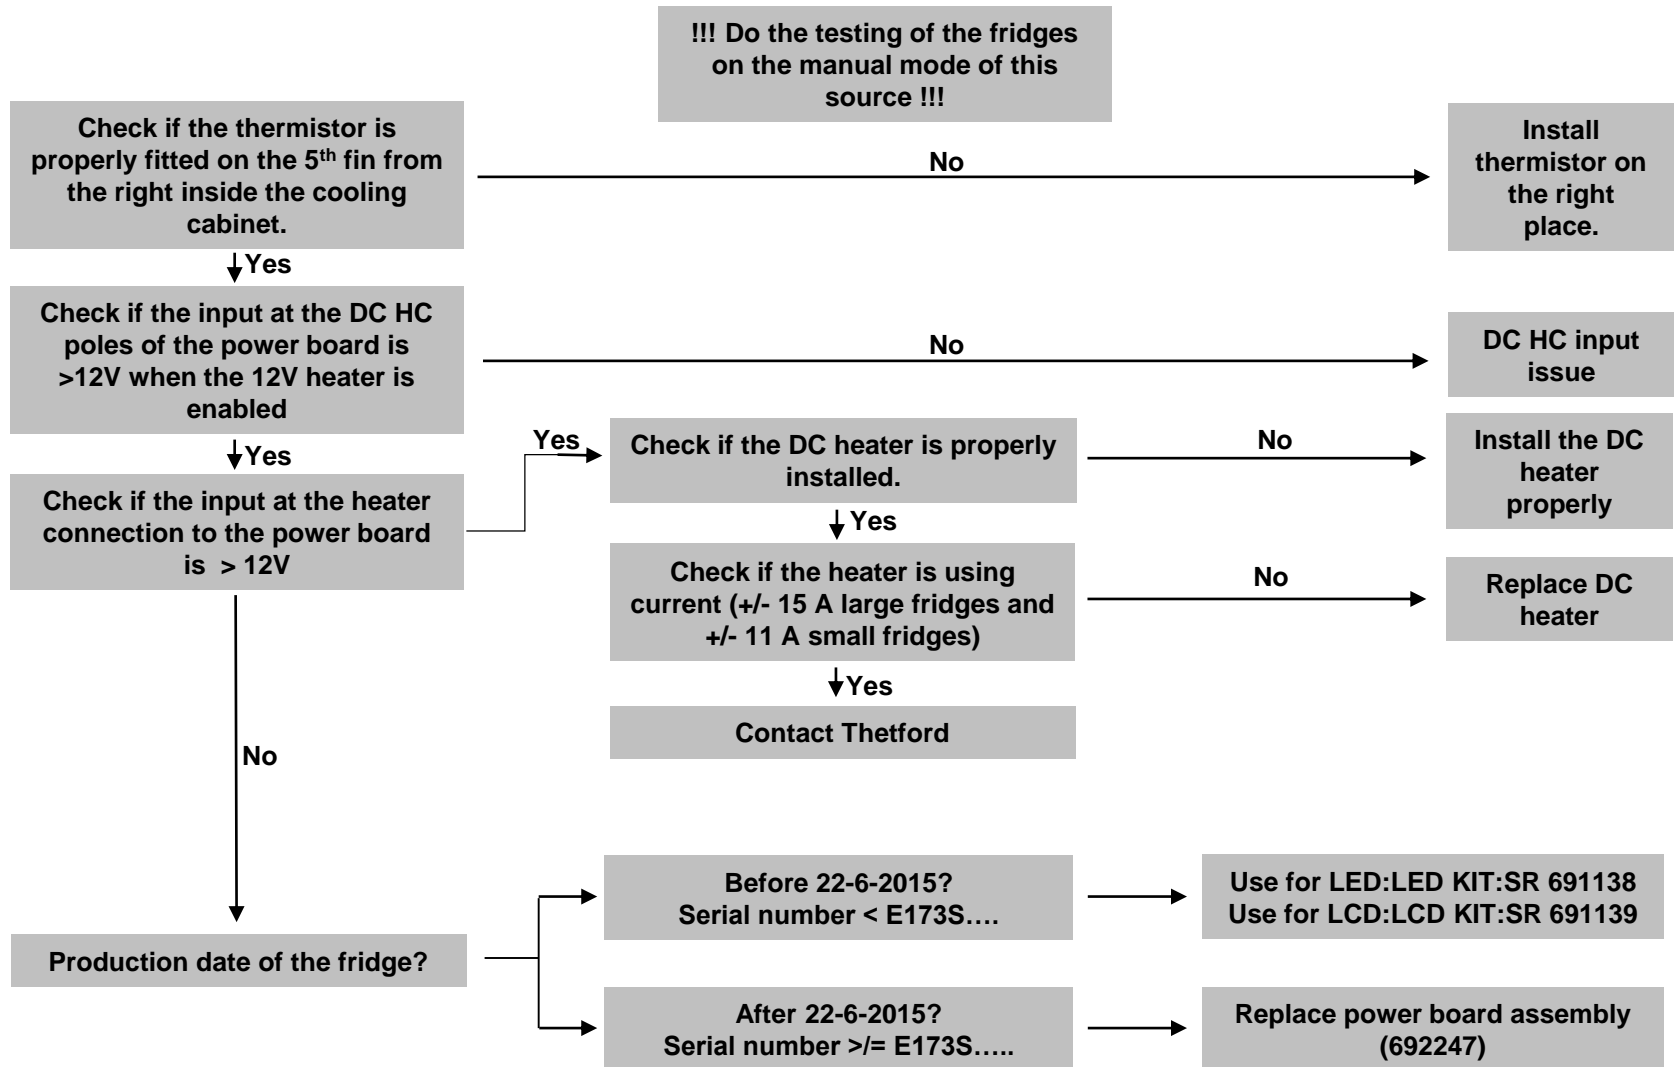 !!! Do the testing of the fridges
on the manual mode of this
source !!!
Check if the thermistor is
properly fitted on the 5th fin from
the right inside the cooling
cabinet.
No
Install
thermistor on
the right
place.
Yes
Check if the input at the DC HC
poles of the power board is
>12V when the 12V heater is
enabled
No
DC HC input
issue
Yes
Check if the input at the heater
connection to the power board
is > 12V
Yes
Check if the DC heater is properly
installed.
No
Install the DC
heater
properly
Yes
Check if the heater is using
current (+/- 15 A large fridges and
+/- 11 A small fridges)
No
Replace DC
heater
Yes
Contact Thetford
No
Production date of the fridge?
Before 22-6-2015?
Serial number < E173S….
Use for LED:LED KIT:SR 691138
Use for LCD:LCD KIT:SR 691139
After 22-6-2015?
Serial number >/= E173S…..
Replace power board assembly
(692247)